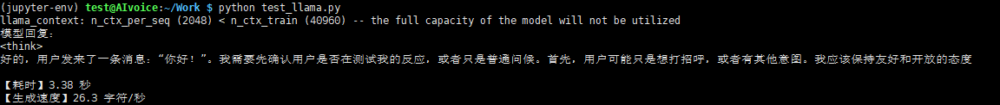 (jupyter-env) test@AIvoice:~/Work $ python test_llama.py
llama_context: n_ctx_per_seq (2048) < n_ctx_train (40960) -- the full capacity of the model will not be utilized
模型回复：
<think>
好的，用户发来了一条消息：“你好！”。我需要先确认用户是否在测试我的反应，或者只是普通问候。首先，用户可能只是想打招呼，或者有其他意图。我应该保持友好和开放的态度
【耗时】3.38 秒
【生成速度】26.3 字符/秒